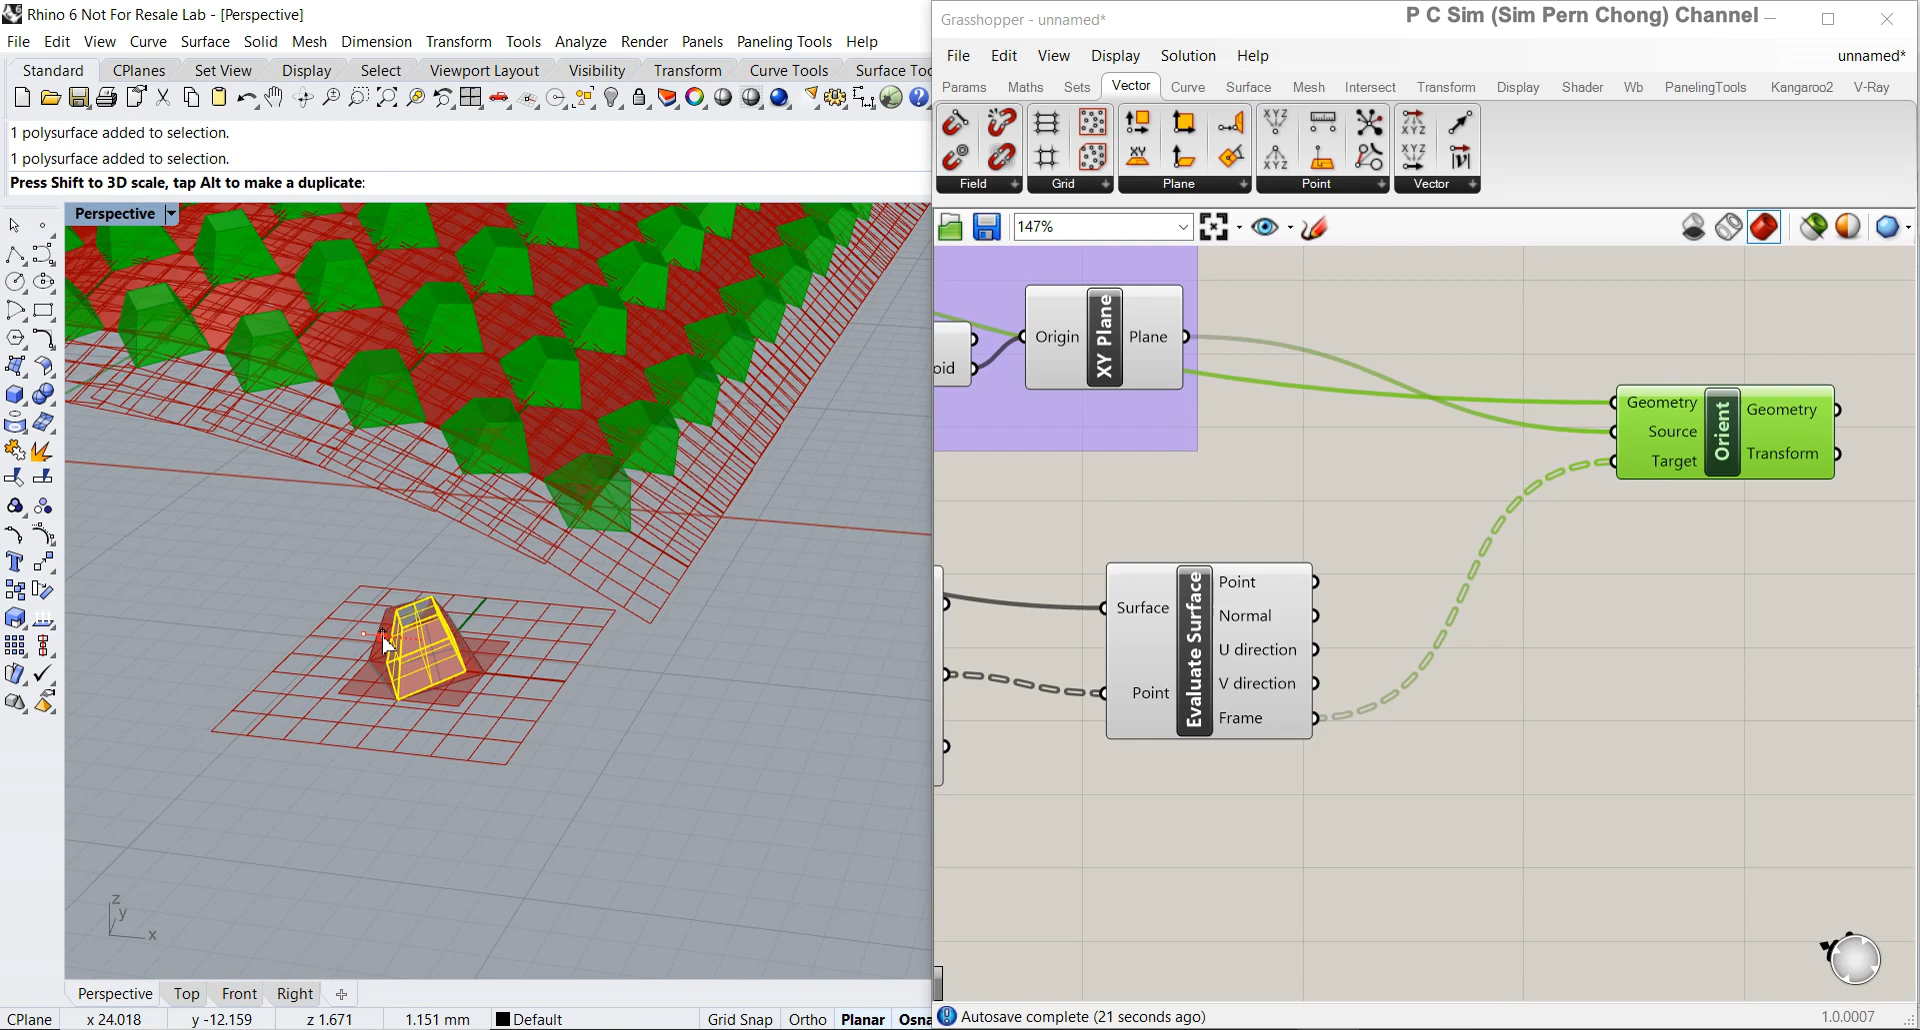 Rhino 6 Not For Resale Lab - [Perspective]
File Edit View Curve Surface Solid Mesh Dimension Transform Tools Analyze Render Panels Paneling Tools Help
Standard CPlanes Set View Display Select Viewport Layout Visibility Transform Curve Tools Surface Too
1 polysurface added to selection.
1 polysurface added to selection.
Press Shift to 3D scale, tap Alt to make a duplicate:
Perspective
z
y
x
Perspective Top Front Right
CPlane x 24.018 y -12.159 z 1.671 1.151 mm Default Grid Snap Ortho Planar Osna
Grasshopper - unnamed*
P C Sim (Sim Pern Chong) Channel
File Edit View Display Solution Help unnamed*
Params Maths Sets Vector Curve Surface Mesh Intersect Transform Display Shader Wb PanelingTools Kangaroo2 V-Ray
Field Grid Plane Point Vector
147%
oid
Origin XY Plane Plane
Geometry
Source
Target
Orient
Geometry
Transform
Surface
Point
Evaluate Surface
Point
Normal
U direction
V direction
Frame
Autosave complete (21 seconds ago) 1.0.0007